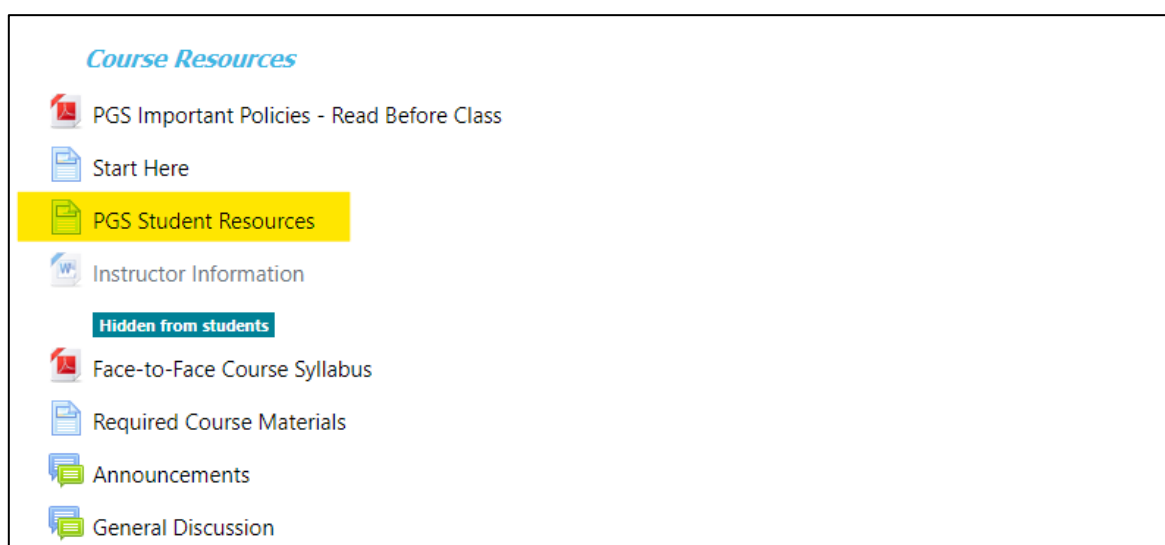 Course Resources
PGS Important Policies - Read Before Class
Start Here
PGS Student Resources
Instructor Information
Hidden from students
Face-to-Face Course Syllabus
Required Course Materials
Announcements
General Discussion